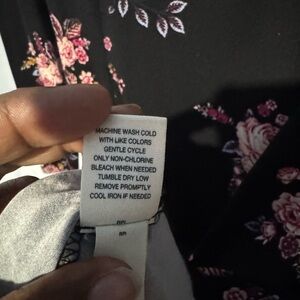 MACHINE WASH COLD
WITH LIKE COLORS
GENTLE CYCLE
ONLY NON-CHLORINE
BLEACH WHEN NEEDED
TUMBLE DRY LOW
REMOVE PROMPTLY
COOL IRON IF NEEDED